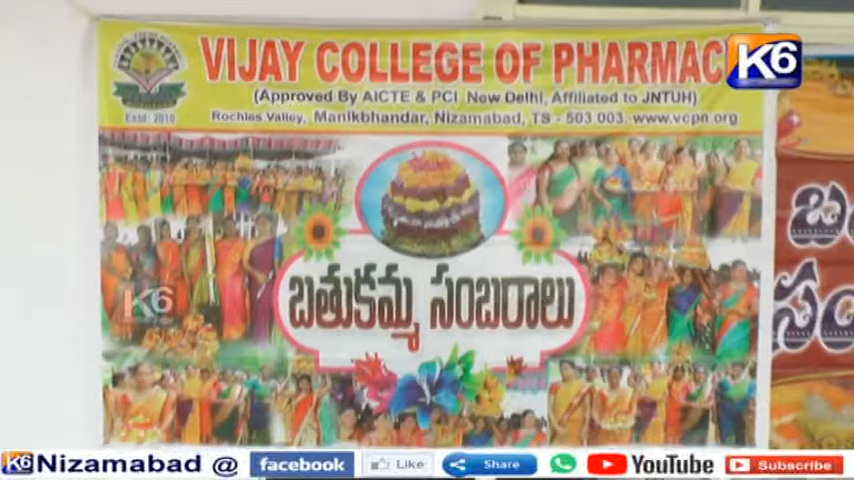 VIJAY COLLEGE OF PHARMAC
K6
(Approved By AICTE & PCI New Delhi, Affiliated to JNTUH)
Estd: 2010
Rochies Valley, Manikbhandar, Nizamabad, TS - 503 003. www.vcpn.org
K6
బతుకమ్మ సంబరాలు
K6 Nizamabad @ facebook Like Share YouTube Subscribe